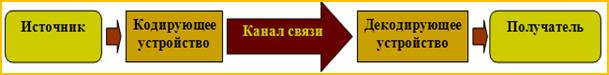 Источник
Кодирующее
устройство
Канал связи
Декодирующее
устройство
Получатель